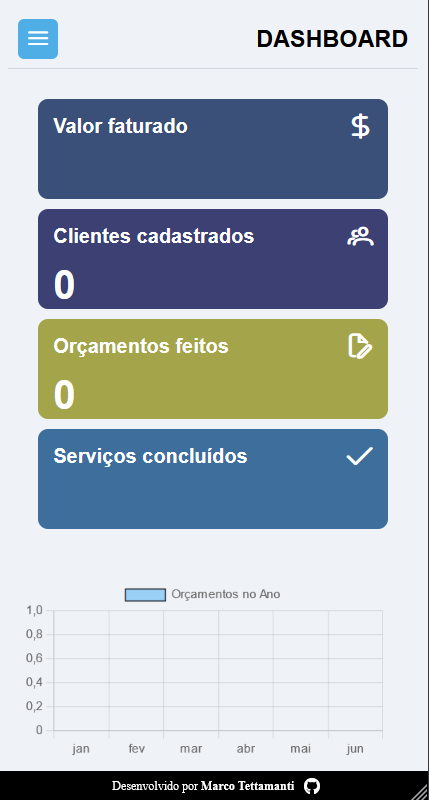 DASHBOARD
Valor faturado
Clientes cadastrados
0
Orçamentos feitos
0
Serviços concluídos
Orçamentos no Ano
1,0
0,8
0,6
0,4
0,2
0
jan fev mar abr mai jun
Desenvolvido por Marco Tettamanti